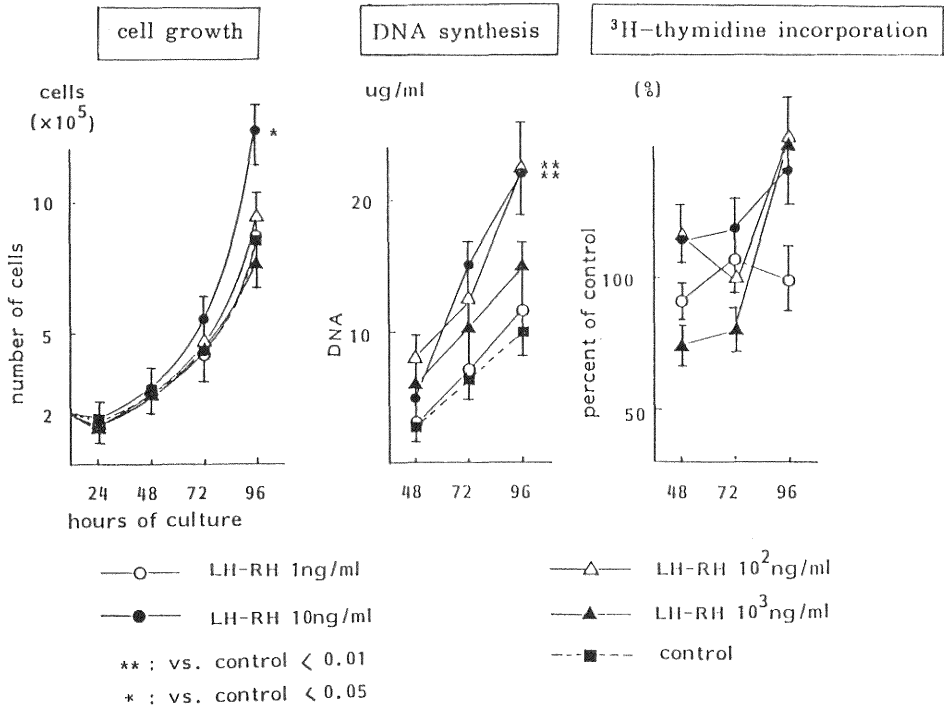 cell growth
DNA synthesis
³H-thymidine incorporation
cells
(×10⁵)
10
5
2
number of cells
24 48 72 96
hours of culture
*
ug/ml
20
10
DNA
48 72 96
**
**
(%)
100
50
percent of control
48 72 96
LH-RH 1ng/ml
LH-RH 10ng/ml
** : vs. control < 0.01
* : vs. control < 0.05
LH-RH 10²ng/ml
LH-RH 10³ng/ml
control